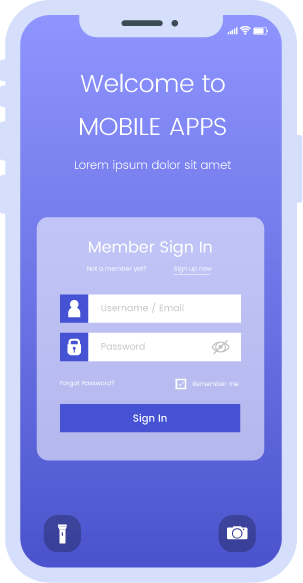 Welcome to
MOBILE APPS
Lorem ipsum dolor sit amet
Member Sign In
Not a member yet? Sign up now
Username / Email
Password
Forgot Password? Remember me
Sign In